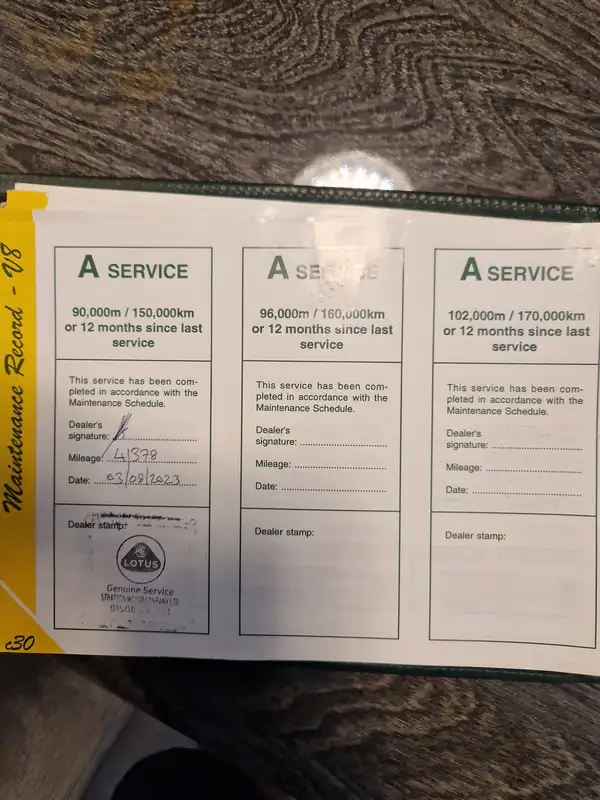 Maintenance Record - V8
c30
A SERVICE
90,000m / 150,000km
or 12 months since last
service
This service has been com-
pleted in accordance with the
Maintenance Schedule.
Dealer's
signature:
Mileage: 41378
Date: 03/08/2023
Dealer stamp:
LOTUS
Genuine Service
STRATTON MOTOR COMPANY LTD
01508
A SERVICE
96,000m / 160,000km
or 12 months since last
service
This service has been com-
pleted in accordance with the
Maintenance Schedule.
Dealer's
signature:
Mileage:
Date:
Dealer stamp:
A SERVICE
102,000m / 170,000km
or 12 months since last
service
This service has been com-
pleted in accordance with the
Maintenance Schedule.
Dealer's
signature:
Mileage:
Date:
Dealer stamp: